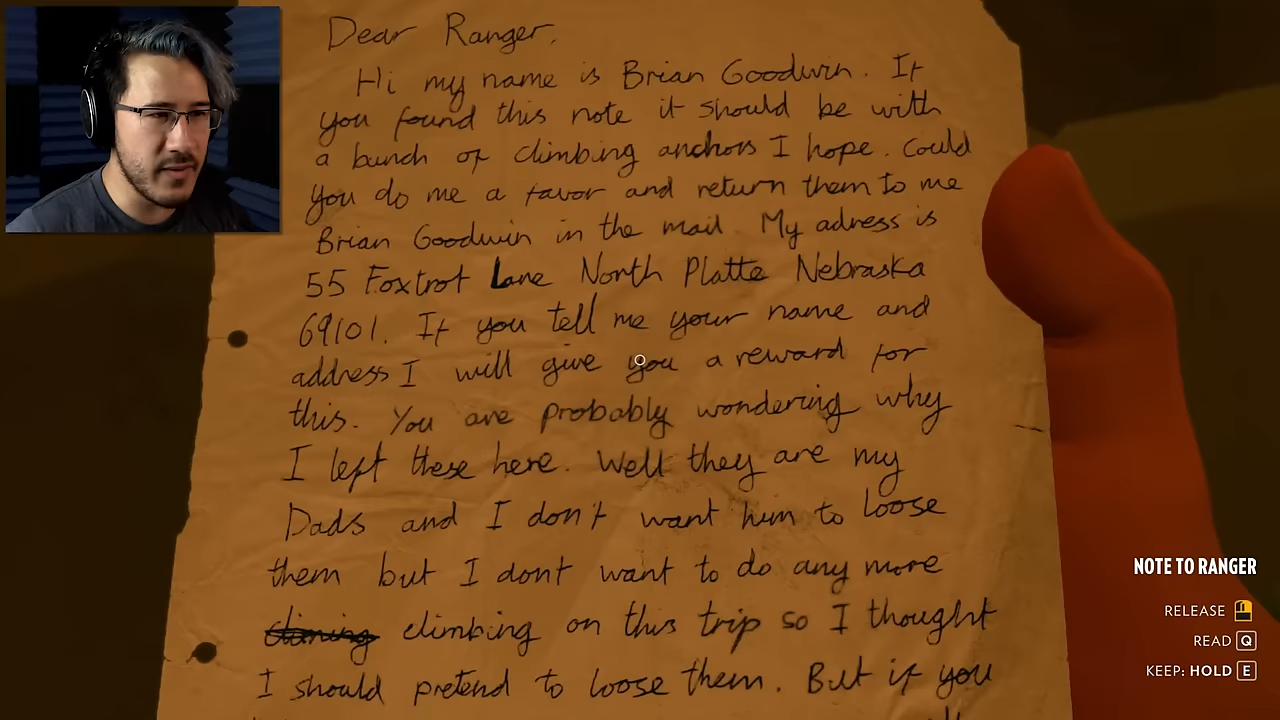 Dear Ranger,
Hi my name is Brian Goodwin. If
you found this note it should be with
a bunch of climbing anchors I hope. Could
you do me a favor and return them to me
Brian Goodwin in the mail. My adress is
55 Foxtrot Lane North Platte Nebraska
69101. If you tell me your name and
address I will give you a reward for
this. You are probably wondering why
I left these here. Well they are my
Dads and I don't want him to loose
them but I dont want to do any more
climing climbing on this trip so I thought
I should pretend to loose them. But if you
NOTE TO RANGER
RELEASE
READ Q
KEEP: HOLD E